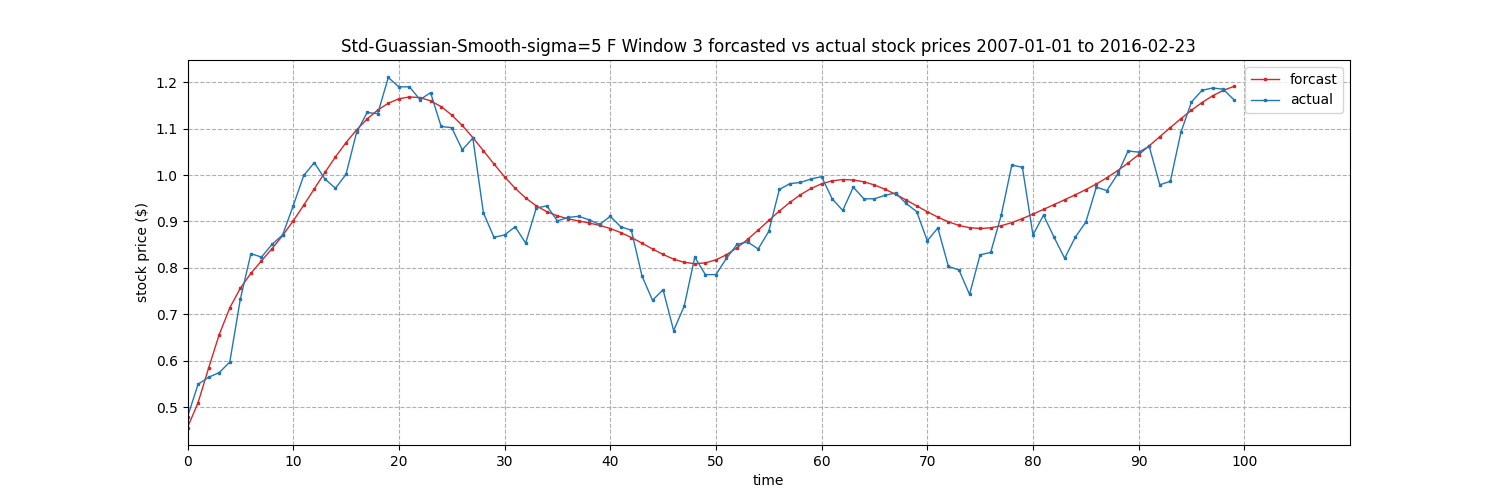 Std-Guassian-Smooth-sigma=5 F Window 3 forcasted vs actual stock prices 2007-01-01 to 2016-02-23
forcast
actual
stock price ($)
1.2
1.1
1.0
0.9
0.8
0.7
0.6
0.5
0 10 20 30 40 50 60 70 80 90 100
time